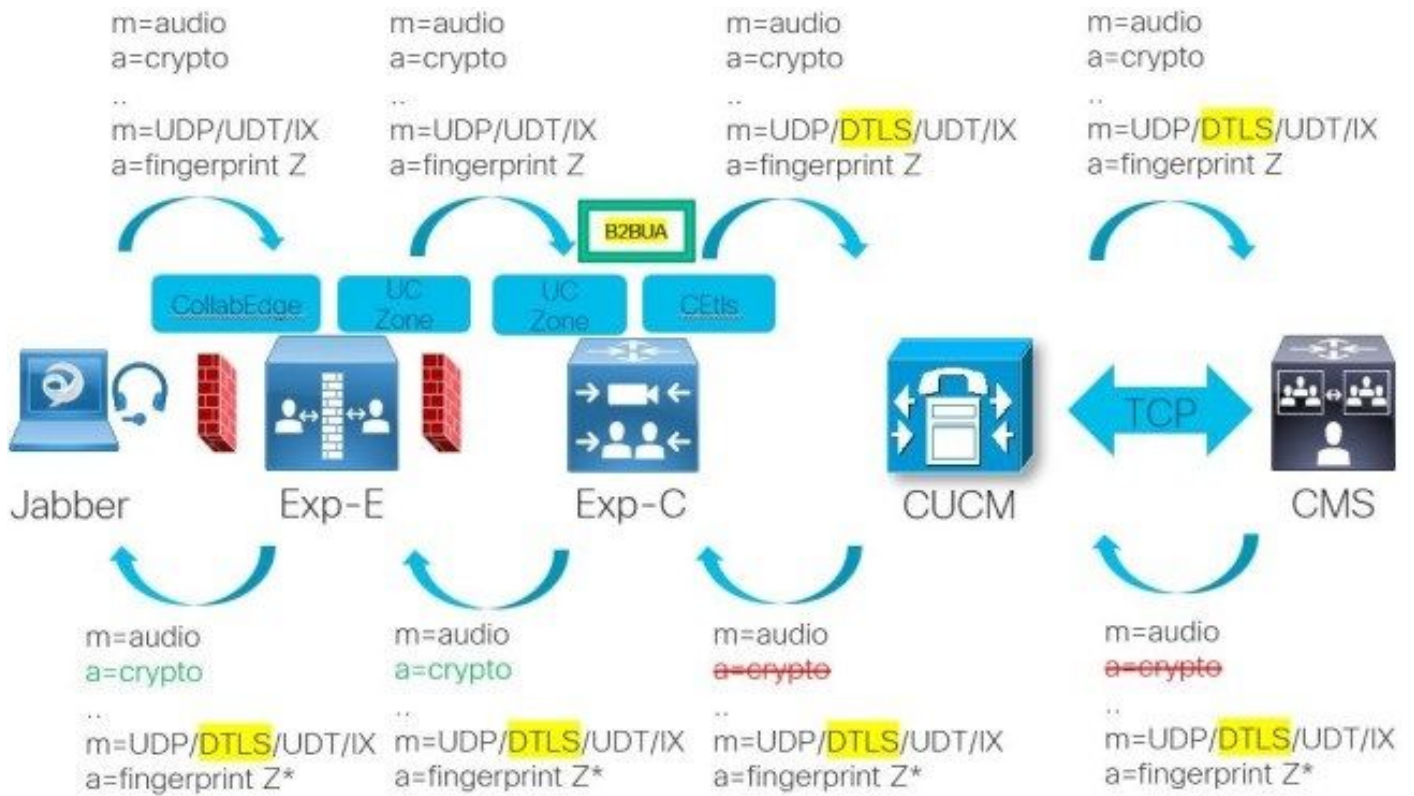 m=audio
a=crypto
..
m=UDP/UDT/IX
a=fingerprint Z
m=audio
a=crypto
..
m=UDP/UDT/IX
a=fingerprint Z
m=audio
a=crypto
..
m=UDP/DTLS/UDT/IX
a=fingerprint Z
m=audio
a=crypto
..
m=UDP/DTLS/UDT/IX
a=fingerprint Z
B2BUA
CollabEdge
UC
Zone
UC
Zone
CEtls
TCP
Jabber
Exp-E
Exp-C
CUCM
CMS
m=audio
a=crypto
..
m=UDP/DTLS/UDT/IX
a=fingerprint Z*
m=audio
a=crypto
..
m=UDP/DTLS/UDT/IX
a=fingerprint Z*
m=audio
a=crypto
..
m=UDP/DTLS/UDT/IX
a=fingerprint Z*
m=audio
a=crypto
..
m=UDP/DTLS/UDT/IX
a=fingerprint Z*